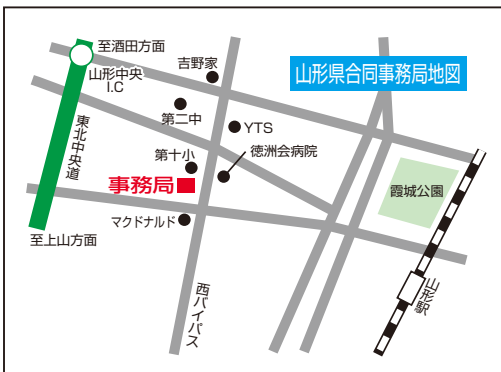 至酒田方面
山形中央
I.C
吉野家
山形県合同事務局地図
第二中
YTS
東北中央道
第十小
徳洲会病院
事務局
霞城公園
マクドナルド
至上山方面
西バイパス
山形駅